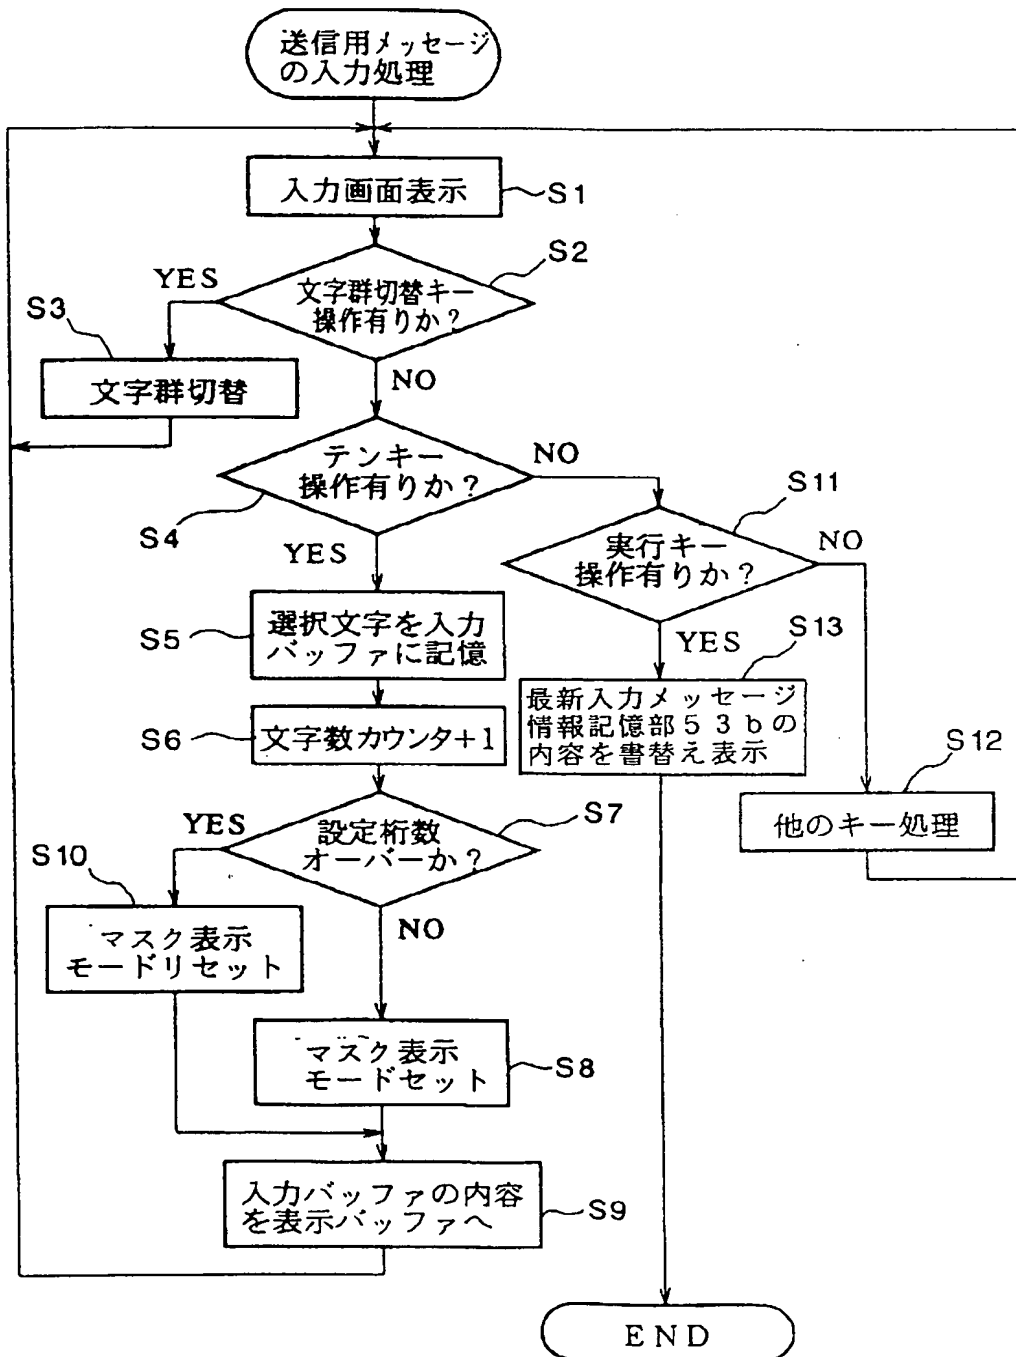 送信用メッセージ
の入力処理
入力画面表示
S1
S2
YES
文字群切替キー
操作有りか?
S3
文字群切替
NO
テンキー
操作有りか?
NO
S4
YES
S11
実行キー
操作有りか?
NO
S5
選択文字を入力
バッファに記憶
YES
S13
最新入力メッセージ
情報記憶部53bの
内容を書替え表示
S6
文字数カウンタ+1
S12
他のキー処理
YES
設定桁数
オーバーか?
S7
S10
マスク表示
モードリセット
NO
マスク表示
モードセット
S8
入力バッファの内容
を表示バッファへ
S9
END